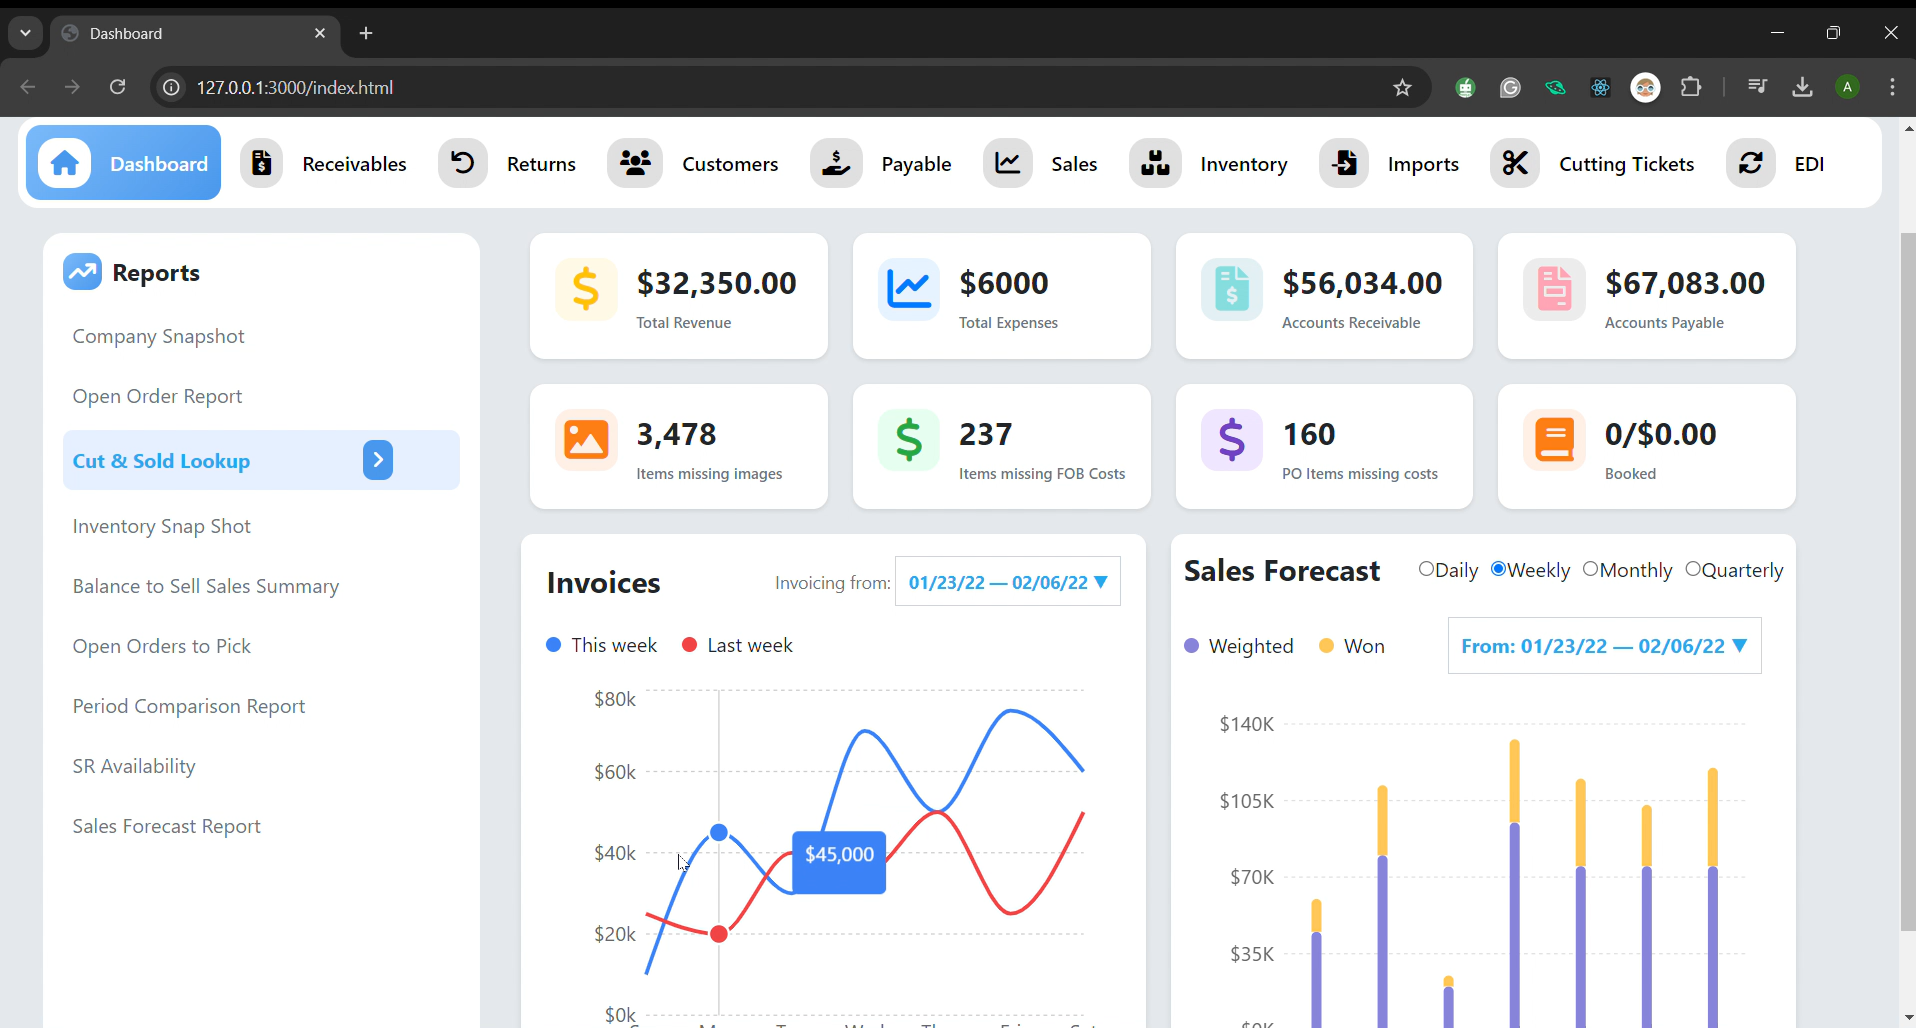 Dashboard
127.0.0.1:3000/index.html
A
Dashboard Receivables Returns Customers Payable Sales Inventory Imports Cutting Tickets EDI
Reports
Company Snapshot
Open Order Report
Cut & Sold Lookup
Inventory Snap Shot
Balance to Sell Sales Summary
Open Orders to Pick
Period Comparison Report
SR Availability
Sales Forecast Report
$32,350.00
Total Revenue
$6000
Total Expenses
$56,034.00
Accounts Receivable
$67,083.00
Accounts Payable
3,478
Items missing images
237
Items missing FOB Costs
160
PO Items missing costs
0/$0.00
Booked
Invoices
Invoicing from: 01/23/22 — 02/06/22 ▼
This week Last week
$80k
$60k
$40k
$20k
$0k
$45,000
Sales Forecast
Daily Weekly Monthly Quarterly
Weighted Won
From: 01/23/22 — 02/06/22 ▼
$140K
$105K
$70K
$35K